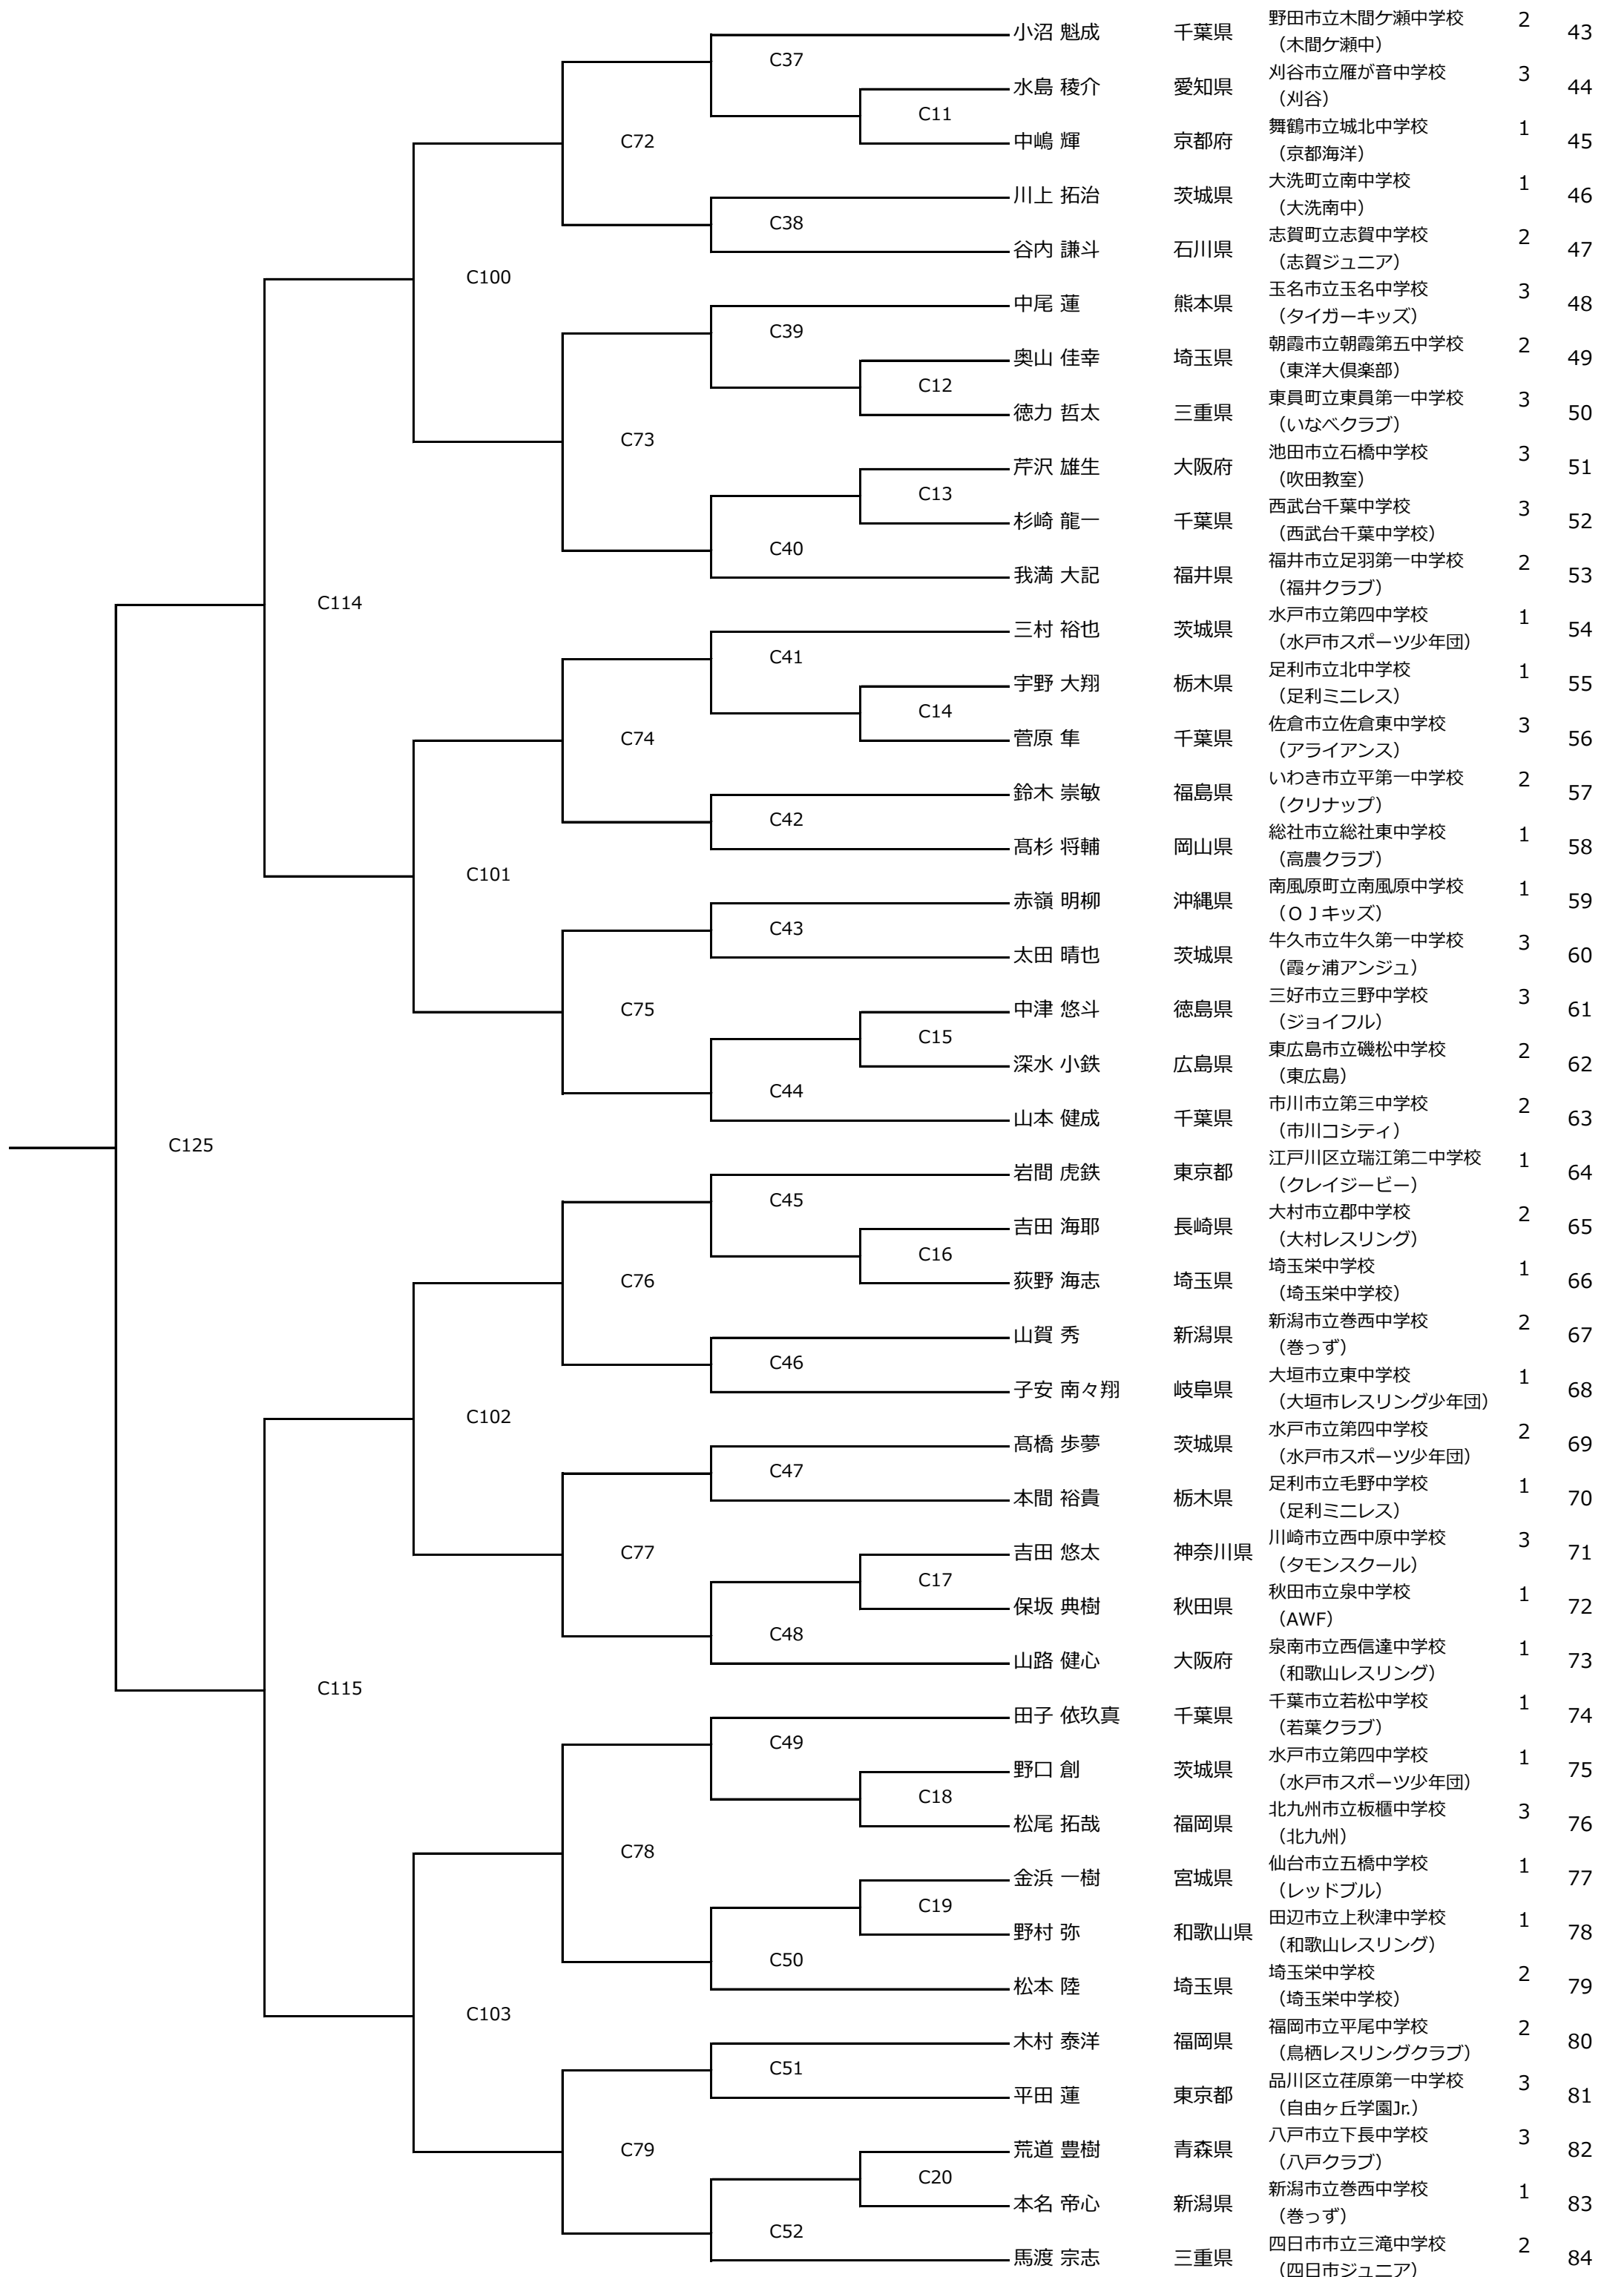 小沼 魁成 千葉県 野田市立木間ケ瀬中学校 2 43
（木間ケ瀬中）
C37
水島 稜介 愛知県 刈谷市立雁が音中学校 3 44
（刈谷）
C11
中嶋 輝 京都府 舞鶴市立城北中学校 1 45
（京都海洋）
C72
川上 拓治 茨城県 大洗町立南中学校 1 46
（大洗南中）
C38
谷内 謙斗 石川県 志賀町立志賀中学校 2 47
（志賀ジュニア）
C100
中尾 蓮 熊本県 玉名市立玉名中学校 3 48
（タイガーキッズ）
C39
奥山 佳幸 埼玉県 朝霞市立朝霞第五中学校 2 49
（東洋大倶楽部）
C12
徳力 哲太 三重県 東員町立東員第一中学校 3 50
（いなべクラブ）
C73
芹沢 雄生 大阪府 池田市立石橋中学校 3 51
（吹田教室）
C13
杉崎 龍一 千葉県 西武台千葉中学校 3 52
（西武台千葉中学校）
C40
我満 大記 福井県 福井市立足羽第一中学校 2 53
（福井クラブ）
C114
三村 裕也 茨城県 水戸市立第四中学校 1 54
（水戸市スポーツ少年団）
C41
宇野 大翔 栃木県 足利市立北中学校 1 55
（足利ミニレス）
C14
菅原 隼 千葉県 佐倉市立佐倉東中学校 3 56
（アライアンス）
C74
鈴木 崇敏 福島県 いわき市立平第一中学校 2 57
（クリナップ）
C42
髙杉 将輔 岡山県 総社市立総社東中学校 1 58
（高農クラブ）
C101
赤嶺 明柳 沖縄県 南風原町立南風原中学校 1 59
（ＯＪキッズ）
C43
太田 晴也 茨城県 牛久市立牛久第一中学校 3 60
（霞ヶ浦アンジュ）
C75
中津 悠斗 徳島県 三好市立三野中学校 3 61
（ジョイフル）
C15
深水 小鉄 広島県 東広島市立磯松中学校 2 62
（東広島）
C44
山本 健成 千葉県 市川市立第三中学校 2 63
（市川コシティ）
C125
岩間 虎鉄 東京都 江戸川区立瑞江第二中学校 1 64
（クレイジービー）
C45
吉田 海耶 長崎県 大村市立郡中学校 2 65
（大村レスリング）
C16
荻野 海志 埼玉県 埼玉栄中学校 1 66
（埼玉栄中学校）
C76
山賀 秀 新潟県 新潟市立巻西中学校 2 67
（巻っず）
C46
子安 南々翔 岐阜県 大垣市立東中学校 1 68
（大垣市レスリング少年団）
C102
髙橋 歩夢 茨城県 水戸市立第四中学校 2 69
（水戸市スポーツ少年団）
C47
本間 裕貴 栃木県 足利市立毛野中学校 1 70
（足利ミニレス）
C77
吉田 悠太 神奈川県 川崎市立西中原中学校 3 71
（タモンスクール）
C17
保坂 典樹 秋田県 秋田市立泉中学校 1 72
（AWF）
C48
山路 健心 大阪府 泉南市立西信達中学校 1 73
（和歌山レスリング）
C115
田子 依玖真 千葉県 千葉市立若松中学校 1 74
（若葉クラブ）
C49
野口 創 茨城県 水戸市立第四中学校 1 75
（水戸市スポーツ少年団）
C18
松尾 拓哉 福岡県 北九州市立板櫃中学校 3 76
（北九州）
C78
金浜 一樹 宮城県 仙台市立五橋中学校 1 77
（レッドブル）
C19
野村 弥 和歌山県 田辺市立上秋津中学校 1 78
（和歌山レスリング）
C50
松本 陸 埼玉県 埼玉栄中学校 2 79
（埼玉栄中学校）
C103
木村 泰洋 福岡県 福岡市立平尾中学校 2 80
（鳥栖レスリングクラブ）
C51
平田 蓮 東京都 品川区立荏原第一中学校 3 81
（自由ヶ丘学園Jr.）
C79
荒道 豊樹 青森県 八戸市立下長中学校 3 82
（八戸クラブ）
C20
本名 帝心 新潟県 新潟市立巻西中学校 1 83
（巻っず）
C52
馬渡 宗志 三重県 四日市市立三滝中学校 2 84
（四日市ジュニア）